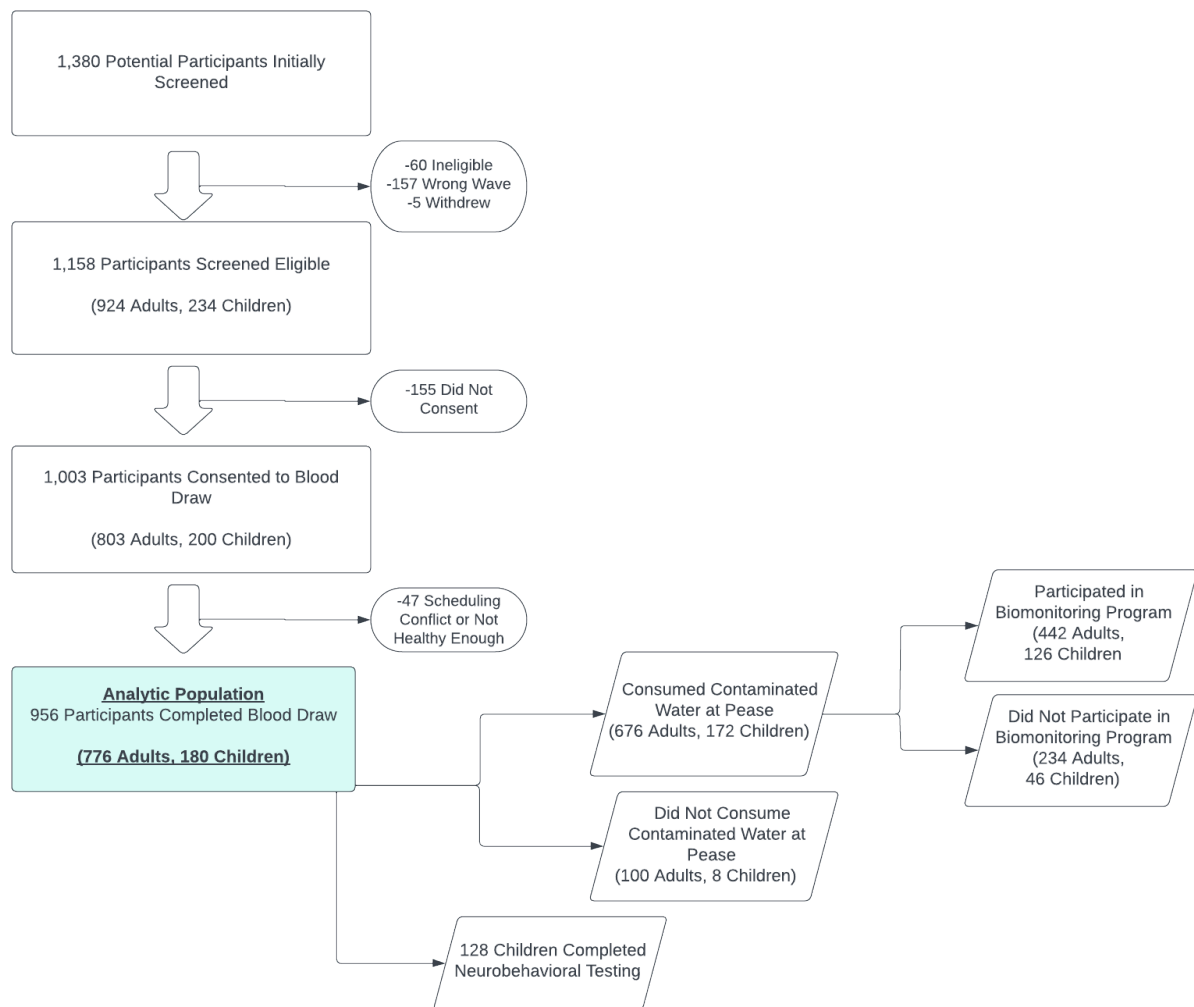 1,380 Potential Participants Initially
Screened
-60 Ineligible
-157 Wrong Wave
-5 Withdrew
1,158 Participants Screened Eligible
(924 Adults, 234 Children)
-155 Did Not
Consent
1,003 Participants Consented to Blood
Draw
(803 Adults, 200 Children)
-47 Scheduling
Conflict or Not
Healthy Enough
Analytic Population
956 Participants Completed Blood Draw
(776 Adults, 180 Children)
Consumed Contaminated
Water at Pease
(676 Adults, 172 Children)
Participated in
Biomonitoring Program
(442 Adults,
126 Children
Did Not Participate in
Biomonitoring Program
(234 Adults,
46 Children)
Did Not Consume
Contaminated Water at
Pease
(100 Adults, 8 Children)
128 Children Completed
Neurobehavioral Testing